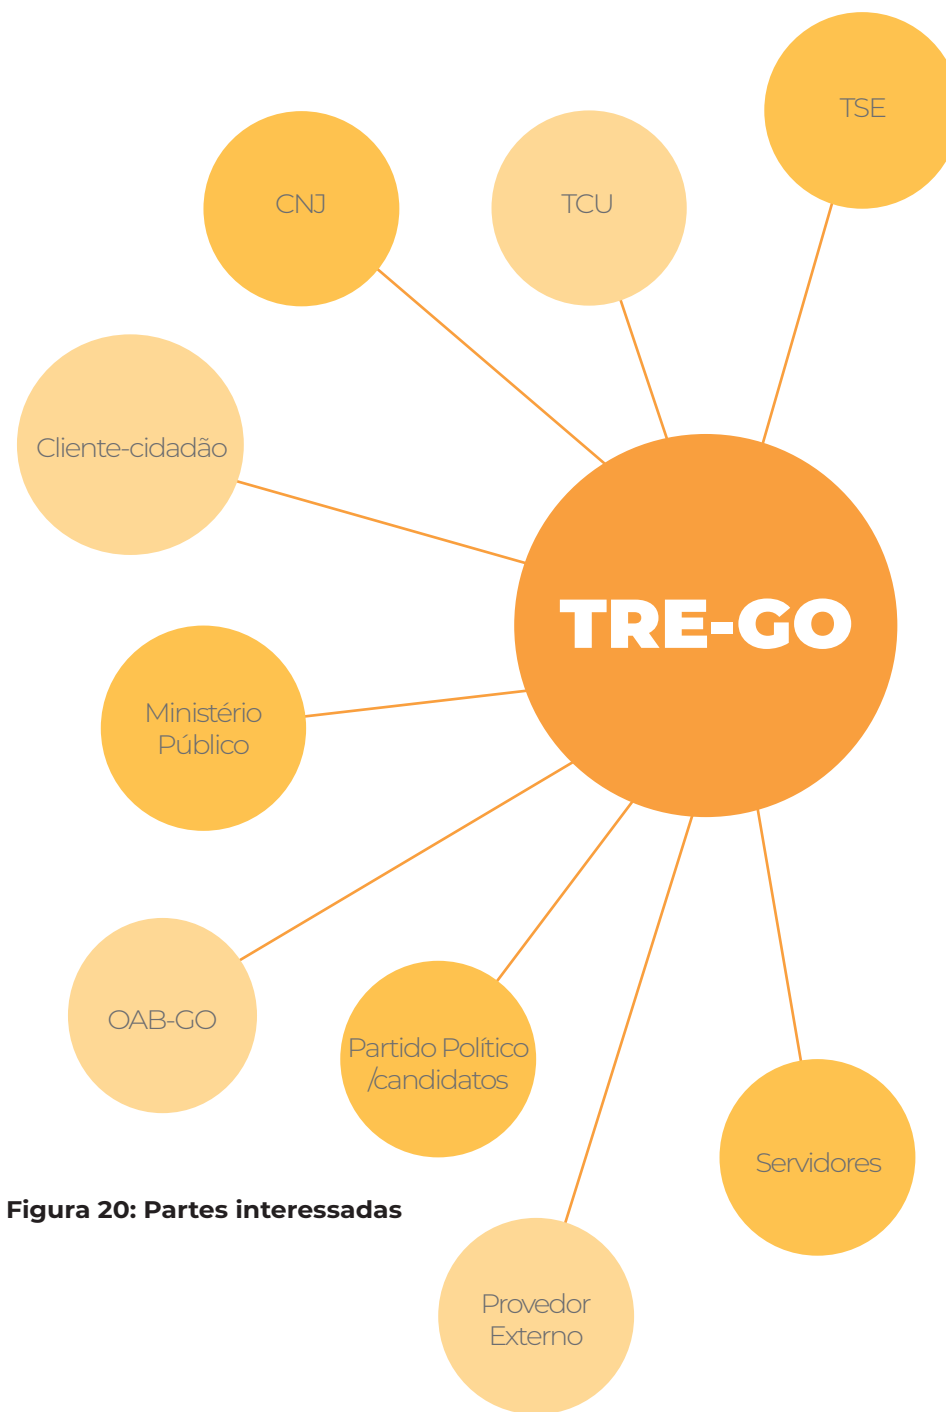 TSE
CNJ
TCU
Cliente-cidadão
TRE-GO
Ministério
Público
OAB-GO
Partido Político
/candidatos
Servidores
Figura 20: Partes interessadas
Provedor
Externo